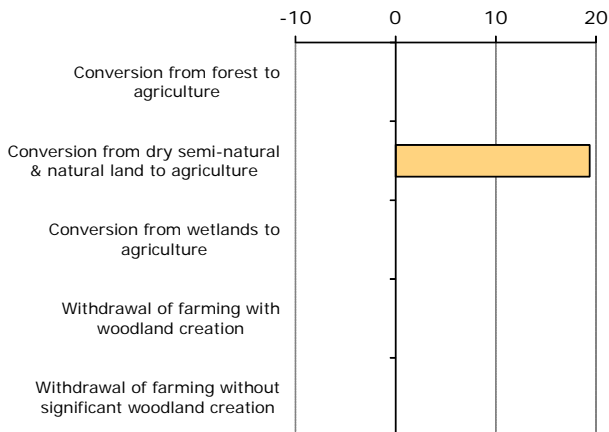 -10 0 10 20
Conversion from forest to
agriculture
Conversion from dry semi-natural
& natural land to agriculture
Conversion from wetlands to
agriculture
Withdrawal of farming with
woodland creation
Withdrawal of farming without
significant woodland creation